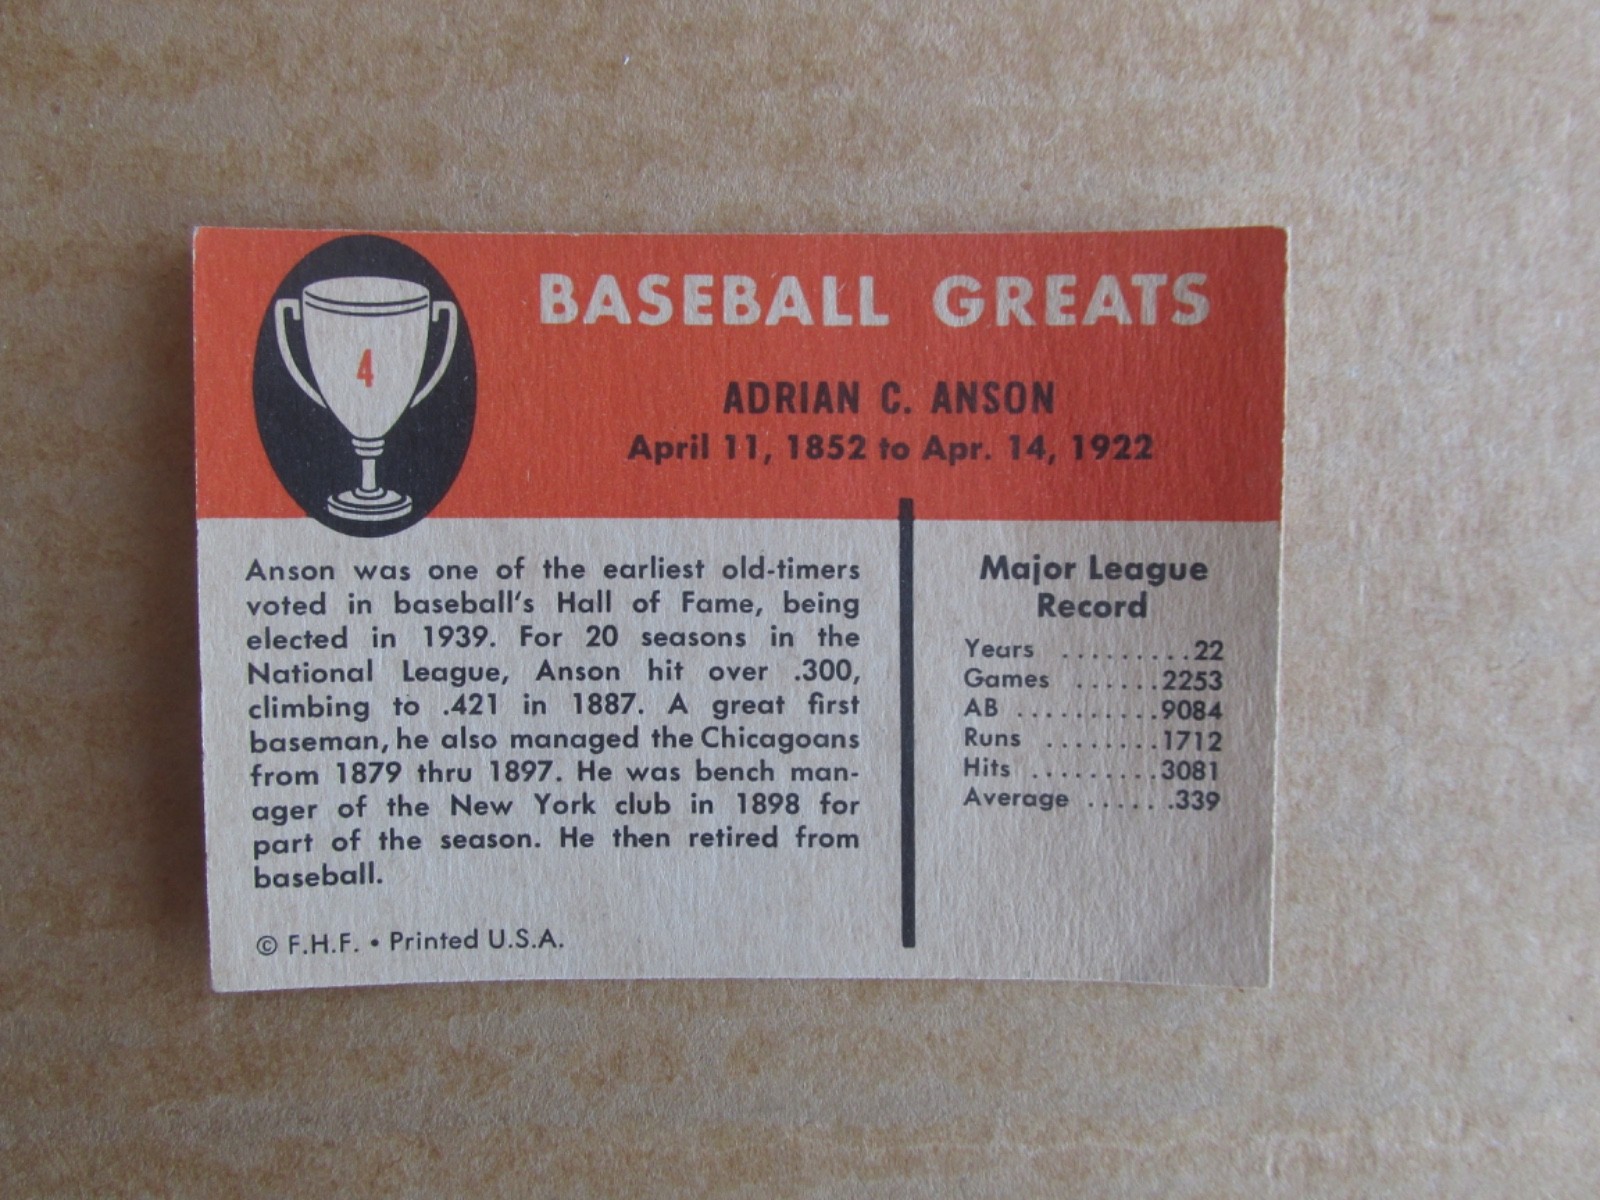 4
BASEBALL GREATS
ADRIAN C. ANSON
April 11, 1852 to Apr. 14, 1922
Anson was one of the earliest old-timers
voted in baseball's Hall of Fame, being
elected in 1939. For 20 seasons in the
National League, Anson hit over .300,
climbing to .421 in 1887. A great first
baseman, he also managed the Chicagoans
from 1879 thru 1897. He was bench man-
ager of the New York club in 1898 for
part of the season. He then retired from
baseball.
© F.H.F. • Printed U.S.A.
Major League
Record
Years .........22
Games ......2253
AB ..........9084
Runs ........1712
Hits .........3081
Average ......339